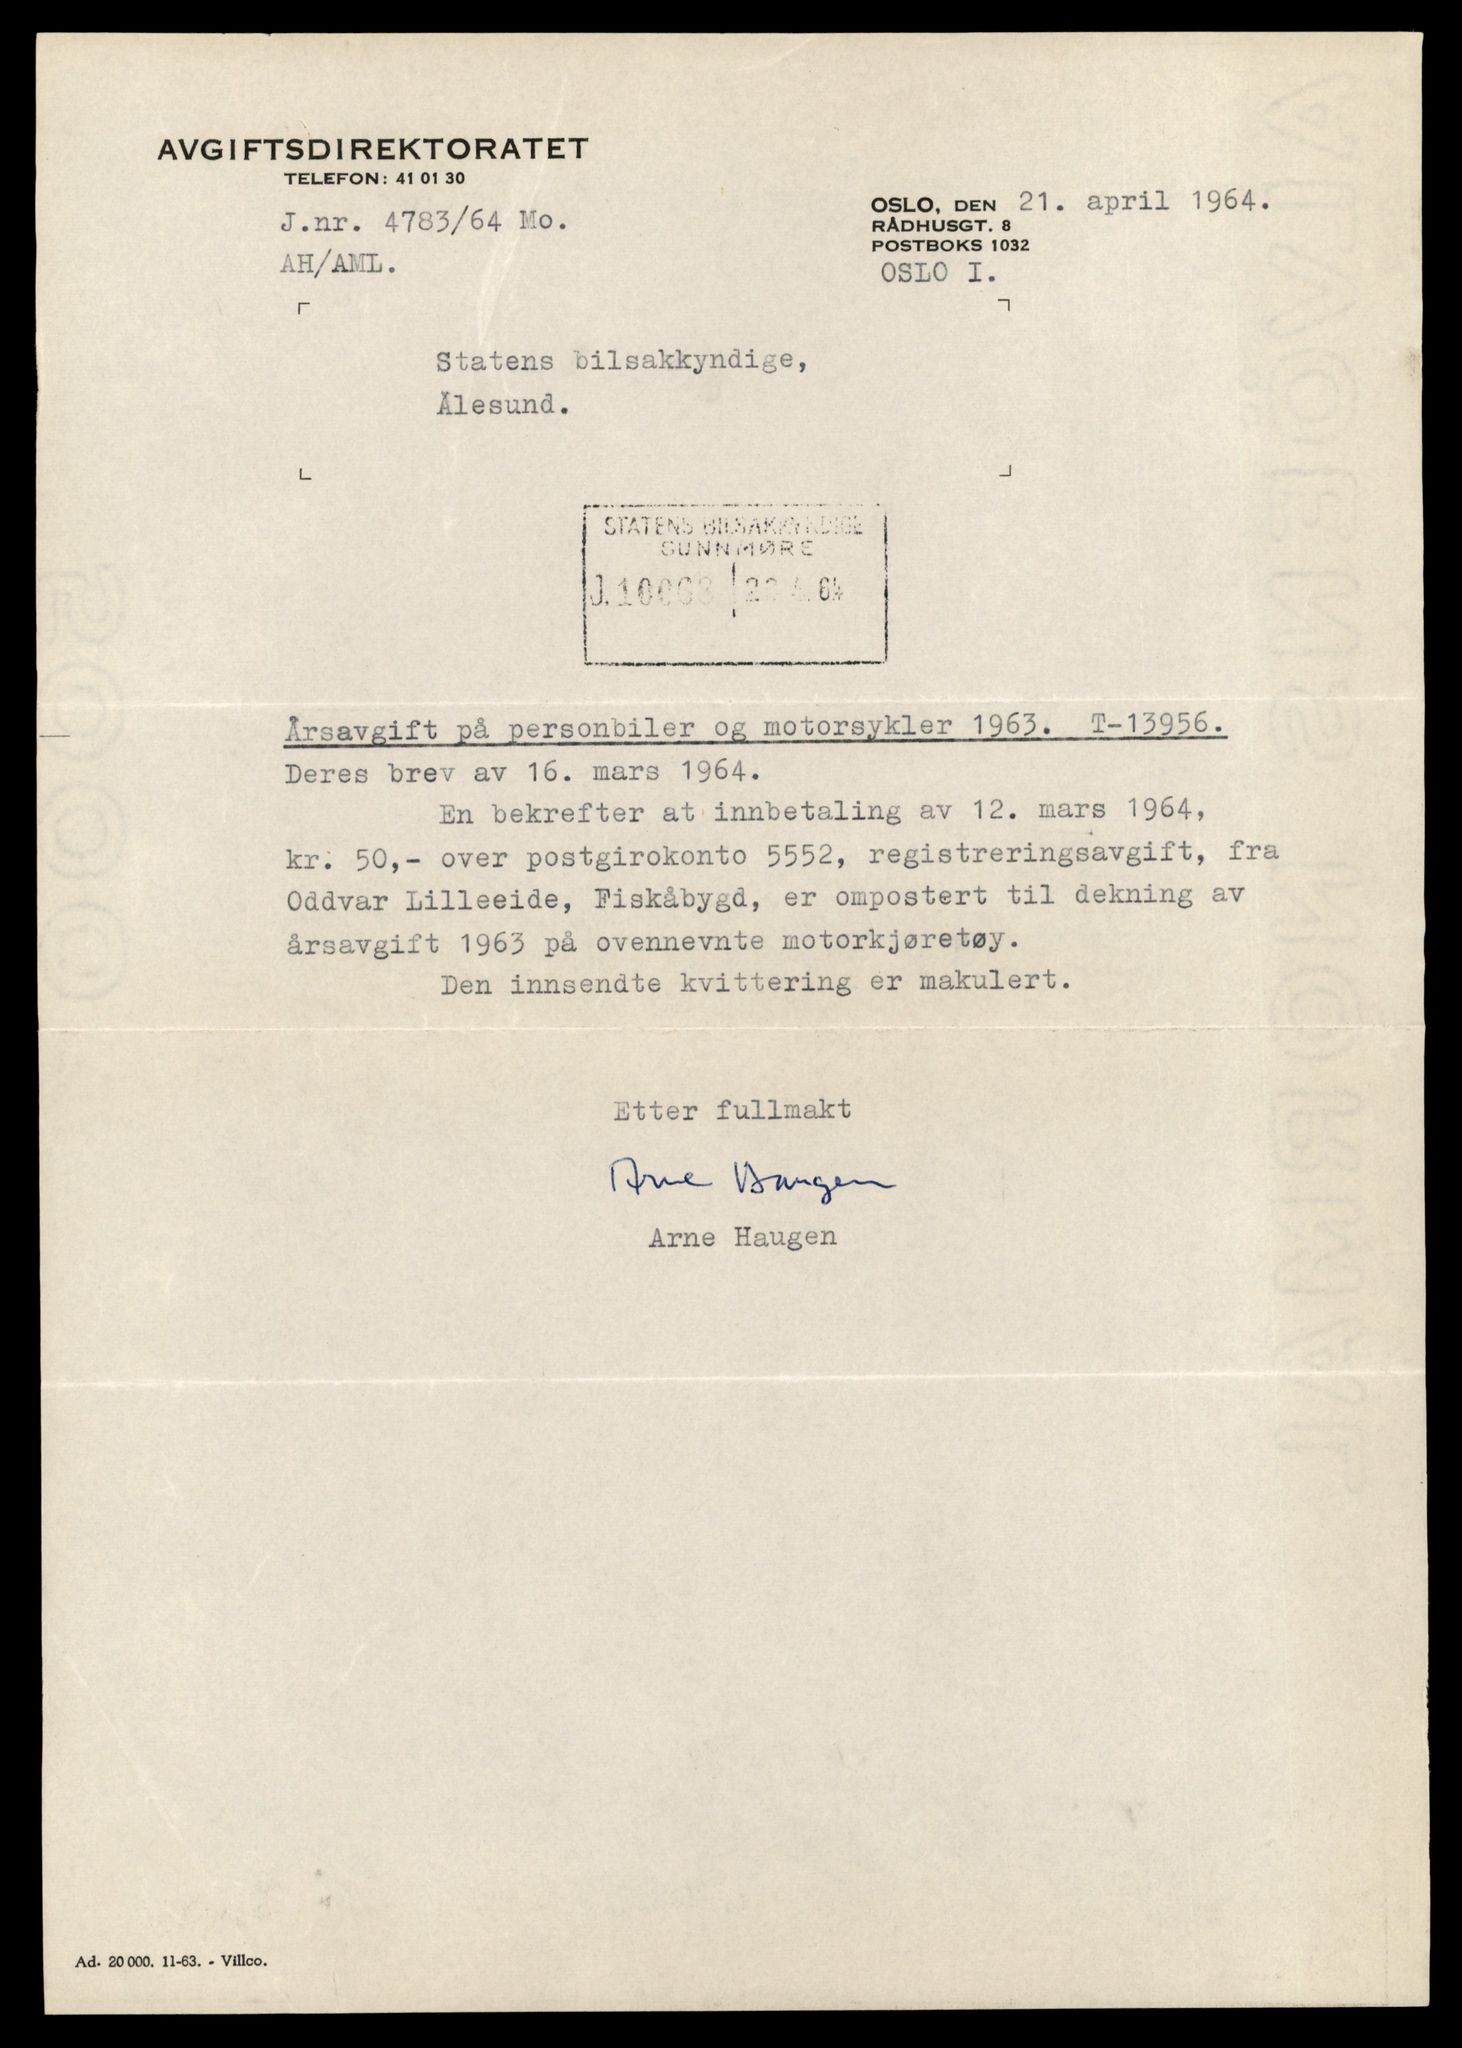 AVGIFTSDIREKTORATET
TELEFON: 41 01 30
J.nr. 4783/64 Mo.
AH/AML.
OSLO, DEN 21. april 1964.
RÅDHUSGT. 8
POSTBOKS 1032
OSLO I.
Statens bilsakkyndige,
Ålesund.
STATENS BILSAKKYNDIGE
SUNNMØRE
Årsavgift på personbiler og motorsykler 1963. T-13956.
Deres brev av 16. mars 1964.
En bekrefter at innbetaling av 12. mars 1964,
kr. 50,- over postgirokonto 5552, registreringsavgift, fra
Oddvar Lilleeide, Fiskåbygd, er ompostert til dekning av
årsavgift 1963 på ovennevnte motorkjøretøy.
Den innsendte kvittering er makulert.
Etter fullmakt
Arne Haugen
Arne Haugen
Ad. 20 000. 11-63. - Villco.